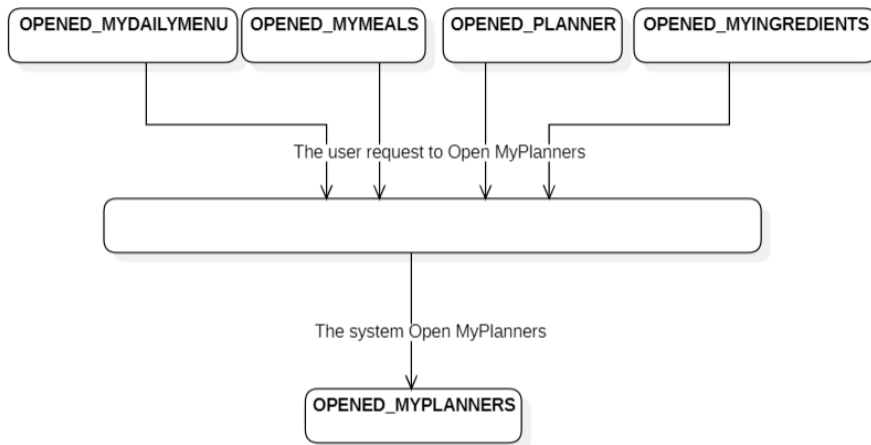 OPENED_MYDAILYMENU
OPENED_MYMEALS
OPENED_PLANNER
OPENED_MYINGREDIENTS
The user request to Open MyPlanners
The system Open MyPlanners
OPENED_MYPLANNERS